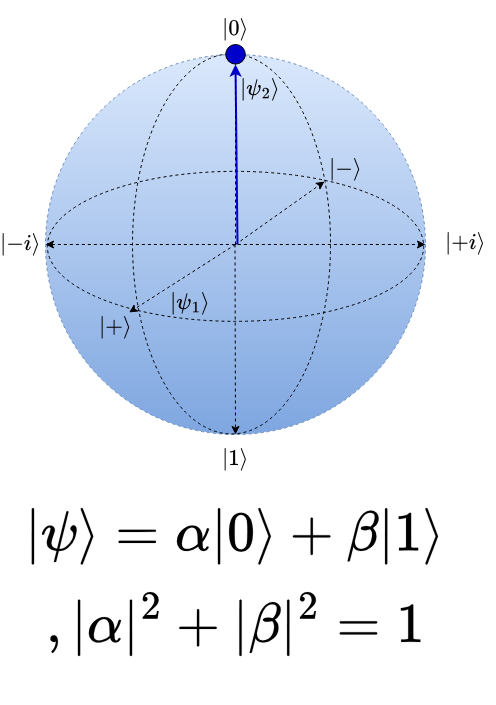 |0⟩
|ψ₂⟩
|−⟩
|−i⟩
|+i⟩
|ψ₁⟩
|+⟩
|1⟩
|ψ⟩ = α|0⟩ + β|1⟩
, |α|² + |β|² = 1